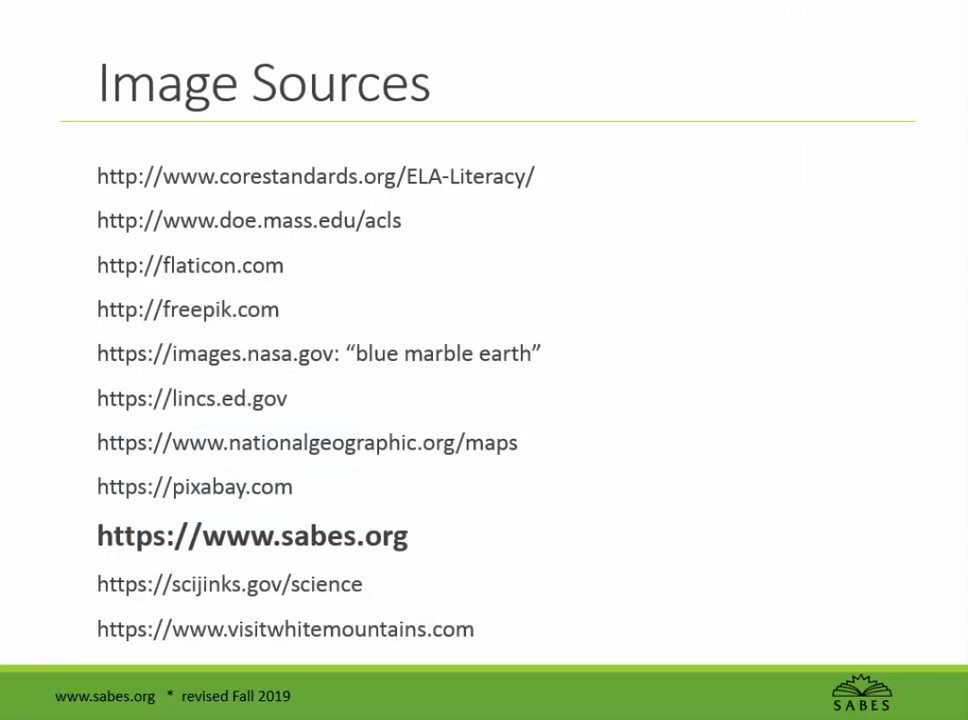 Image Sources
http://www.corestandards.org/ELA-Literacy/
http://www.doe.mass.edu/acls
http://flaticon.com
http://freepik.com
https://images.nasa.gov: “blue marble earth”
https://lincs.ed.gov
https://www.nationalgeographic.org/maps
https://pixabay.com
https://www.sabes.org
https://scijinks.gov/science
https://www.visitwhitemountains.com
www.sabes.org * revised Fall 2019
SABES